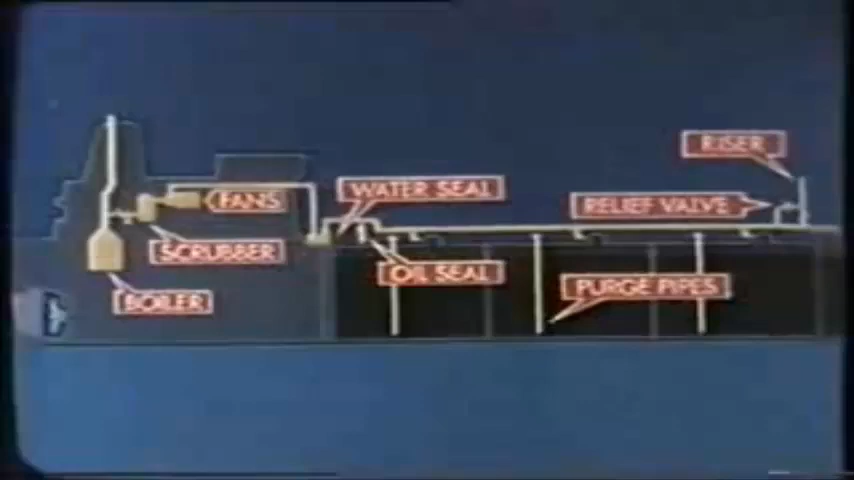 RISER
FANS
WATER SEAL
RELIEF VALVE
SCRUBBER
OIL SEAL
PURGE PIPES
BOILER